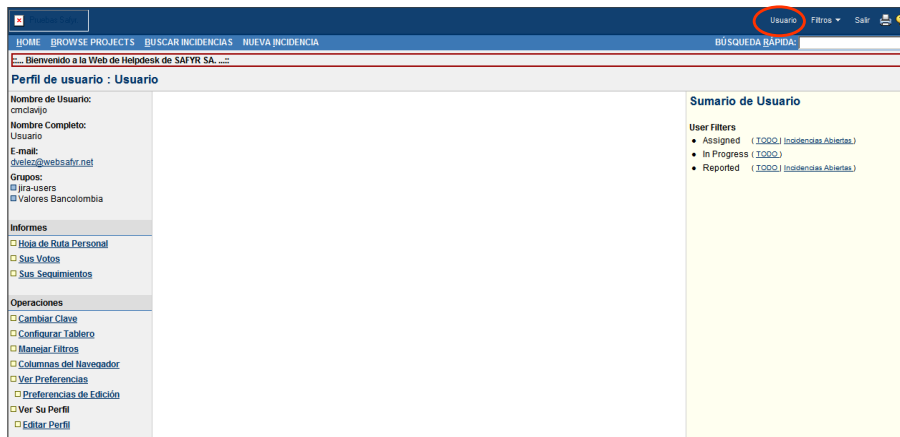 Usuario Filtros Salir
HOME BROWSE PROJECTS BUSCAR INCIDENCIAS NUEVA INCIDENCIA BÚSQUEDA RÁPIDA:
::... Bienvenido a la Web de Helpdesk de SAFYR SA. ...::
Perfil de usuario : Usuario
Nombre de Usuario:
cmclavijo
Nombre Completo:
Usuario
E-mail:
dvelez@websafyr.net
Grupos:
jira-users
Valores Bancolombia
Informes
Hoja de Ruta Personal
Sus Votos
Sus Seguimientos
Operaciones
Cambiar Clave
Configurar Tablero
Manejar Filtros
Columnas del Navegador
Ver Preferencias
Preferencias de Edición
Ver Su Perfil
Editar Perfil
Sumario de Usuario
User Filters
Assigned ( TODO | Incidencias Abiertas )
In Progress ( TODO )
Reported ( TODO | Incidencias Abiertas )